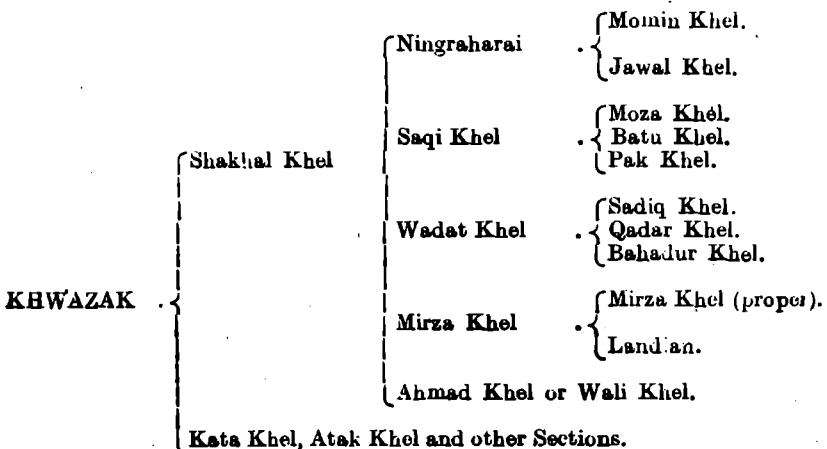 Momin Khel.
Ningraharai
Jawal Khel.
Moza Khel.
Saqi Khel . Batu Khel.
Shakhal Khel Pak Khel.
Sadiq Khel.
Wadat Khel . Qadar Khel.
Bahadur Khel.
KHWAZAK . Mirza Khel (proper).
Mirza Khel .
Landian.
Ahmad Khel or Wali Khel.
Kata Khel, Atak Khel and other Sections.